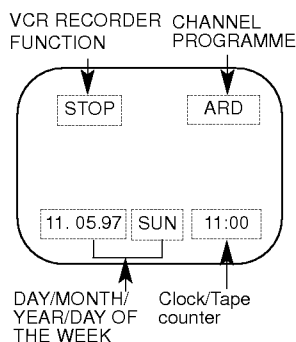 VCR RECORDER
FUNCTION
CHANNEL
PROGRAMME
STOP
ARD
11. 05.97
SUN
11:00
DAY/MONTH/
YEAR/DAY OF
THE WEEK
Clock/Tape
counter